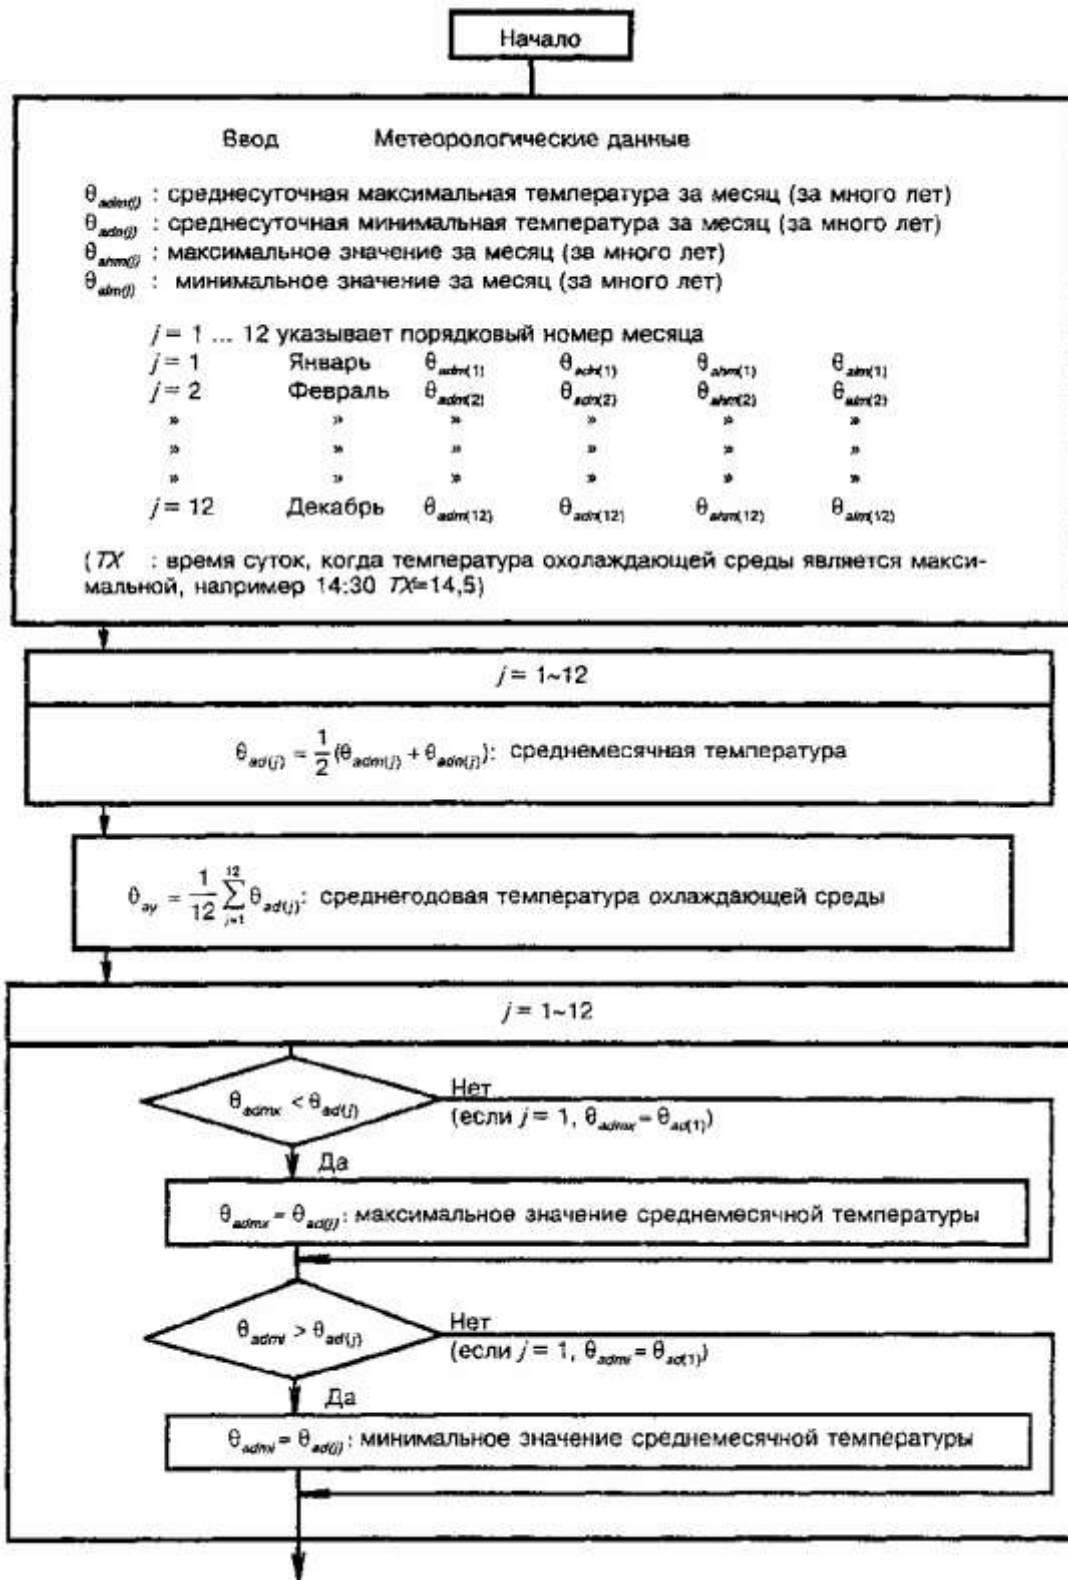 Начало
Ввод Метеорологические данные
θadm(j) : среднесуточная максимальная температура за месяц (за много лет)
θadn(j) : среднесуточная минимальная температура за месяц (за много лет)
θahm(j) : максимальное значение за месяц (за много лет)
θalm(j) : минимальное значение за месяц (за много лет)
j = 1 ... 12 указывает порядковый номер месяца
j = 1 Январь θadm(1) θadn(1) θahm(1) θalm(1)
j = 2 Февраль θadm(2) θadn(2) θahm(2) θalm(2)
» » » » » »
» » » » » »
» » » » » »
j = 12 Декабрь θadm(12) θadn(12) θahm(12) θalm(12)
(TX : время суток, когда температура охолаждающей среды является макси-
мальной, например 14:30 TX=14,5)
j = 1~12
θad(j) = 1/2 (θadm(j) + θadn(j)): среднемесячная температура
θay = 1/12 ∑ j=1 12 θad(j): среднегодовая температура охлаждающей среды
j = 1~12
θadmx < θad(j)
Нет
(если j = 1, θadmx = θad(1))
Да
θadmx = θad(j) : максимальное значение среднемесячной температуры
θadmi > θad(j)
Нет
(если j = 1, θadmi = θad(1))
Да
θadmi = θad(j) : минимальное значение среднемесячной температуры